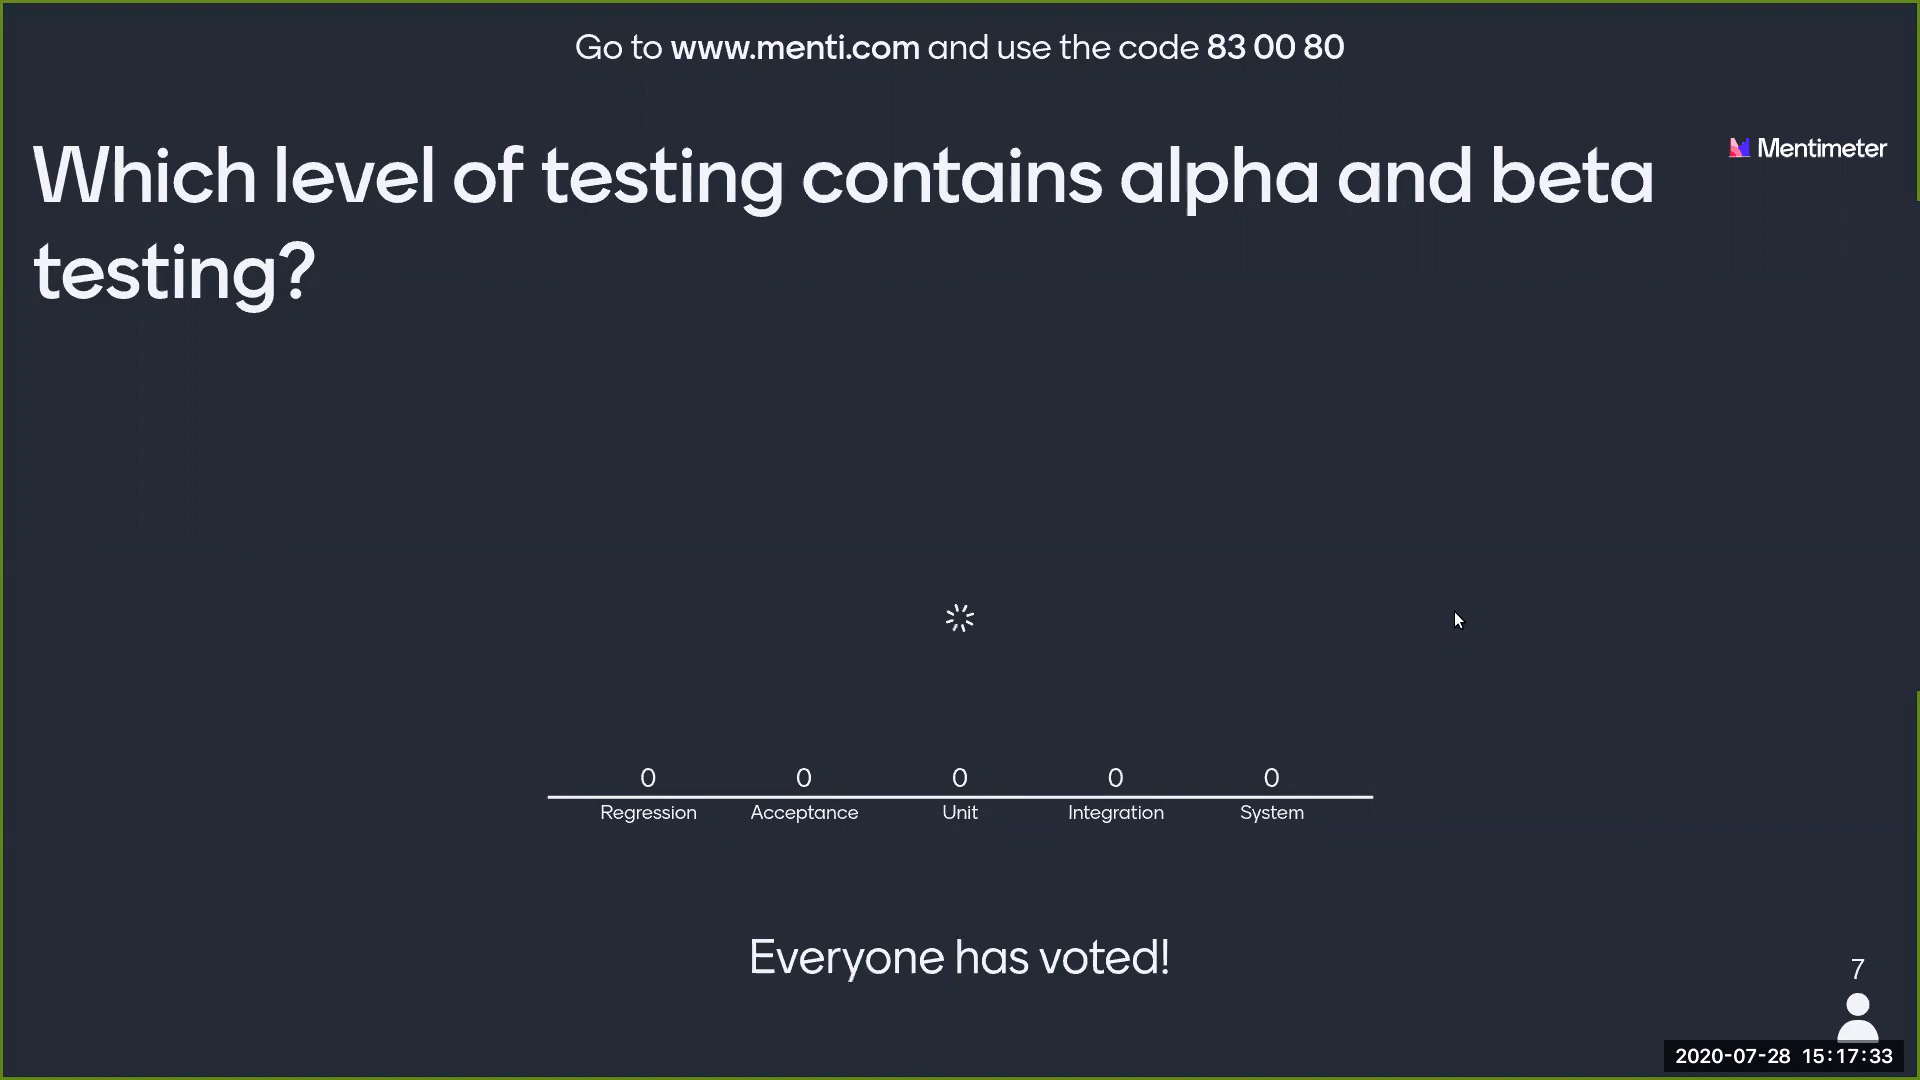 Go to www.menti.com and use the code 83 00 80
Mentimeter
Which level of testing contains alpha and beta
testing?
0 0 0 0 0
Regression Acceptance Unit Integration System
Everyone has voted!
7
2020-07-28 15:17:33